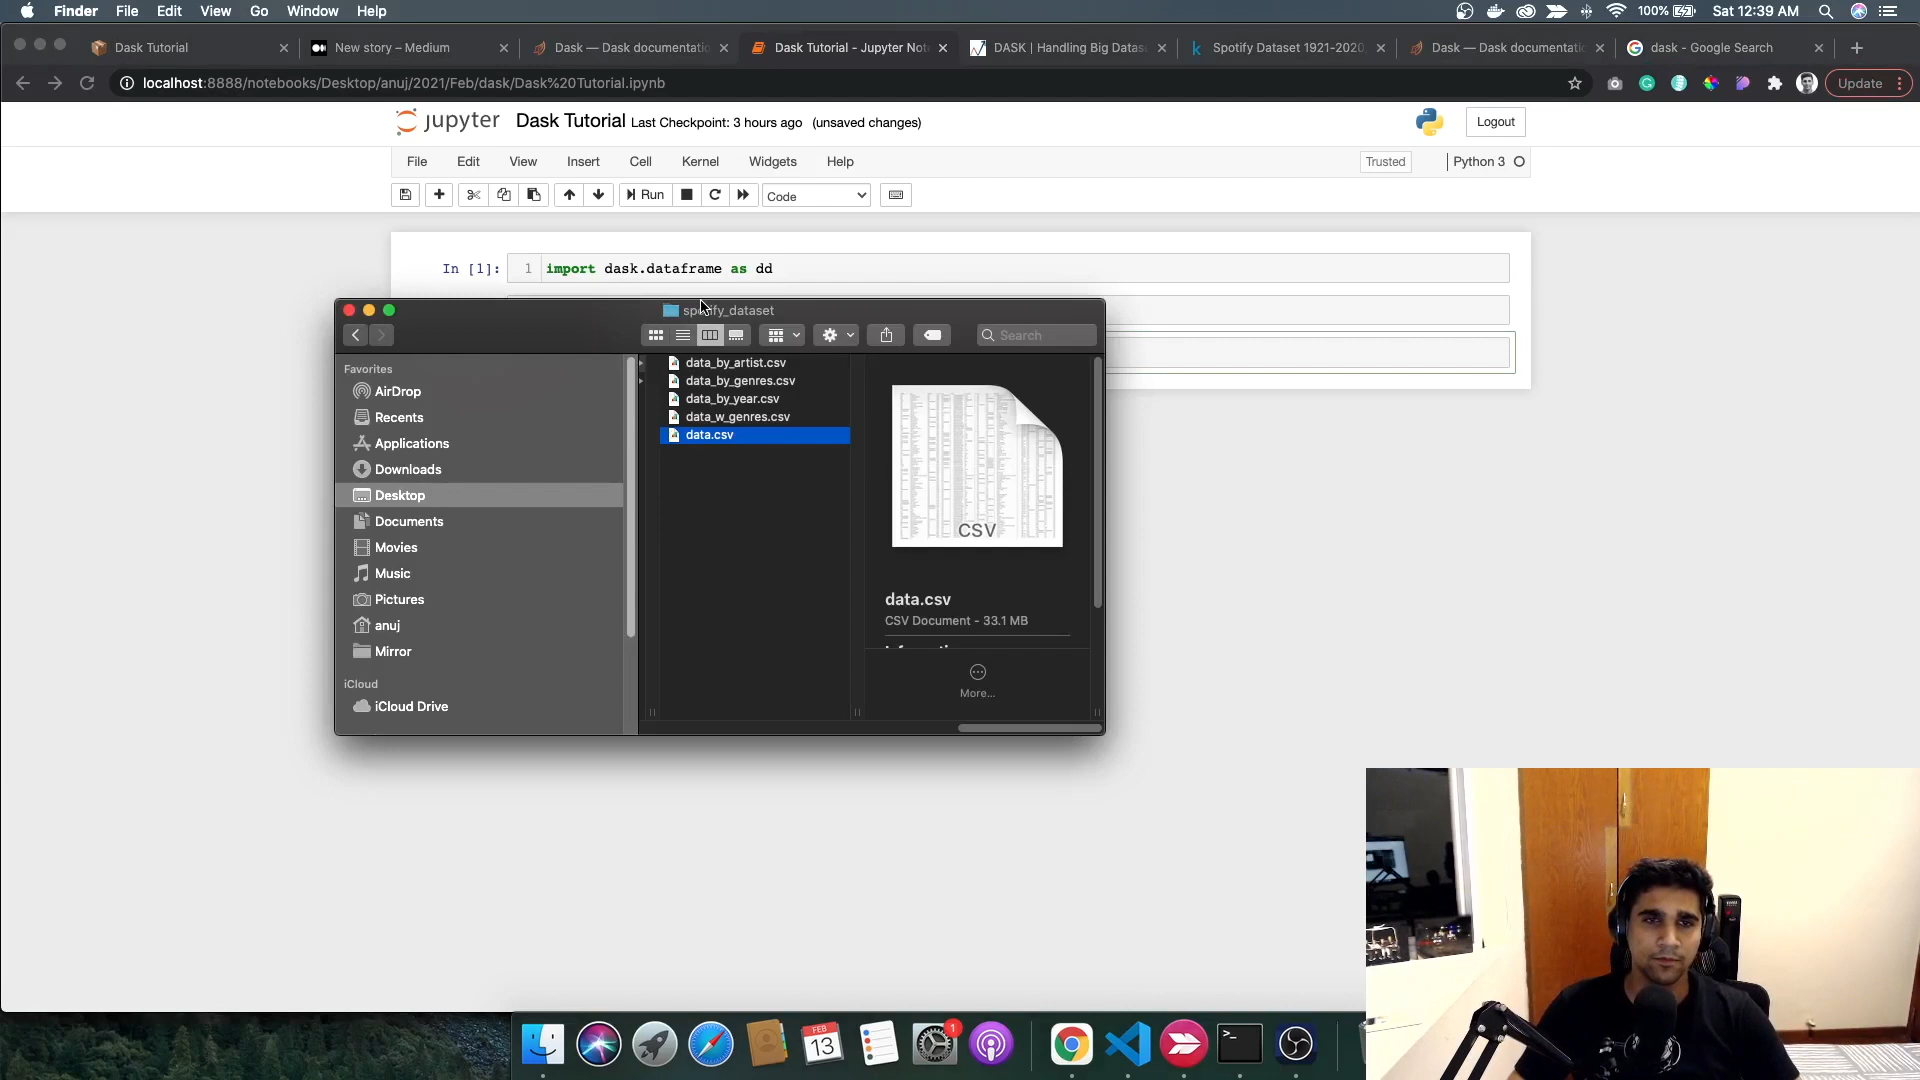 Finder File Edit View Go Window Help
100% Sat 12:39 AM
Dask Tutorial
New story – Medium
Dask — Dask documentatio
Dask Tutorial - Jupyter Not
DASK | Handling Big Datas
Spotify Dataset 1921-2020,
Dask — Dask documentatio
dask - Google Search
localhost:8888/notebooks/Desktop/anuj/2021/Feb/dask/Dask%20Tutorial.ipynb
Update
jupyter Dask Tutorial Last Checkpoint: 3 hours ago (unsaved changes)
Logout
File Edit View Insert Cell Kernel Widgets Help
Trusted
Python 3
Run
Code
In [1]: 1 import dask.dataframe as dd
spotify_dataset
Search
Favorites
AirDrop
Recents
Applications
Downloads
Desktop
Documents
Movies
Music
Pictures
anuj
Mirror
iCloud
iCloud Drive
data_by_artist.csv
data_by_genres.csv
data_by_year.csv
data_w_genres.csv
data.csv
CSV
data.csv
CSV Document - 33.1 MB
More...
FEB
13
1